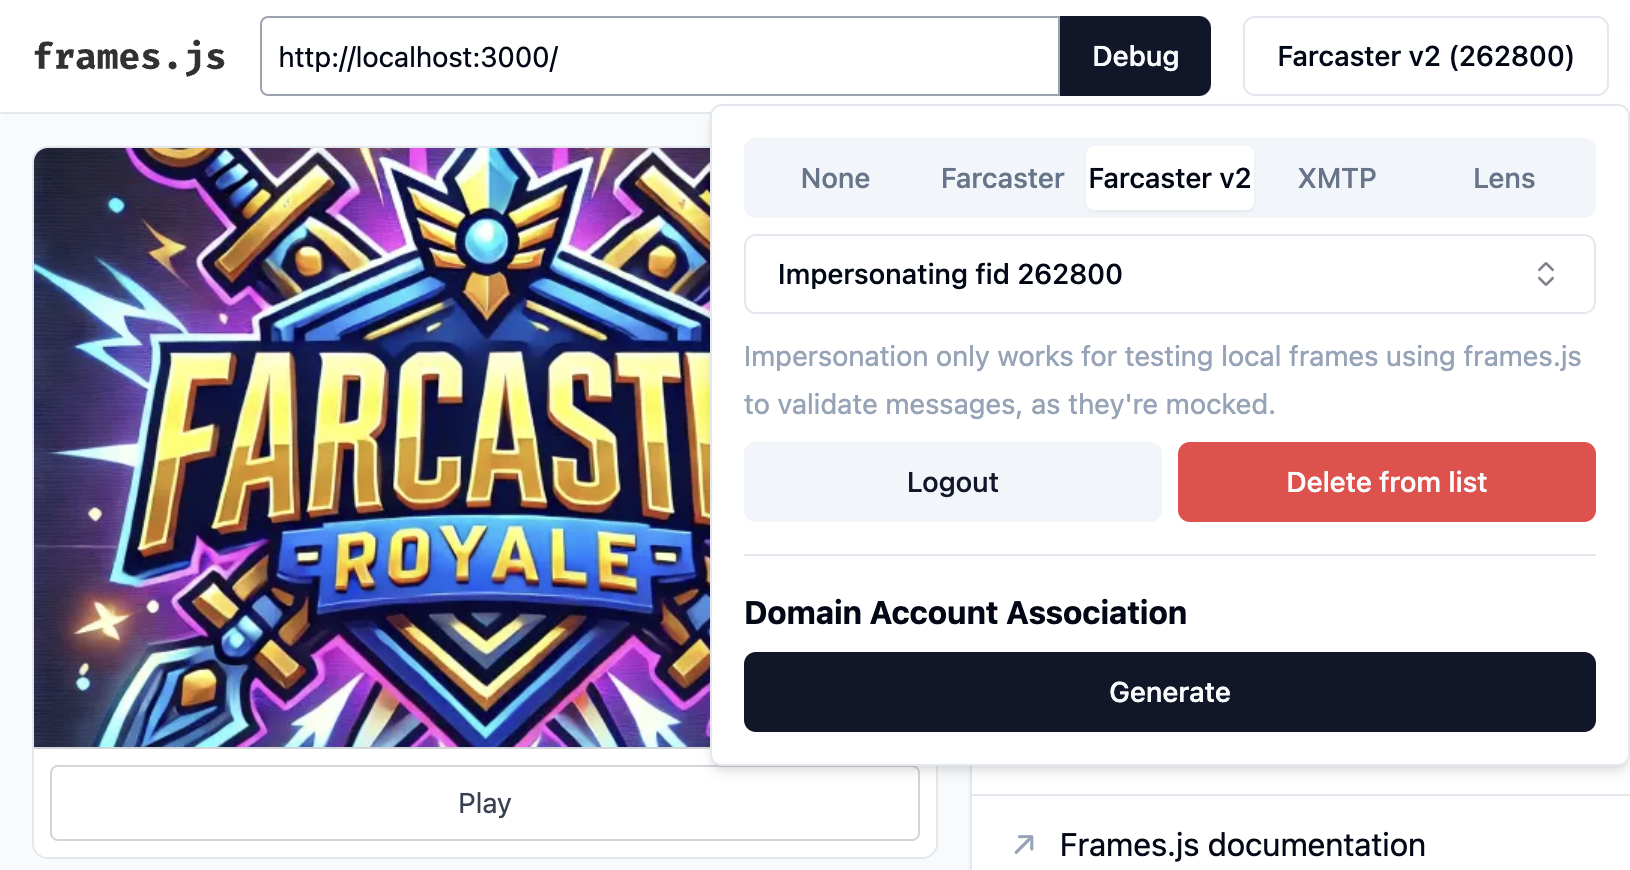 frames.js
http://localhost:3000/
Debug
Farcaster v2 (262800)
None
Farcaster
Farcaster v2
XMTP
Lens
Impersonating fid 262800
Impersonation only works for testing local frames using frames.js
to validate messages, as they're mocked.
Logout
Delete from list
Domain Account Association
Generate
FARCAST
-ROYALE-
Play
Frames.js documentation